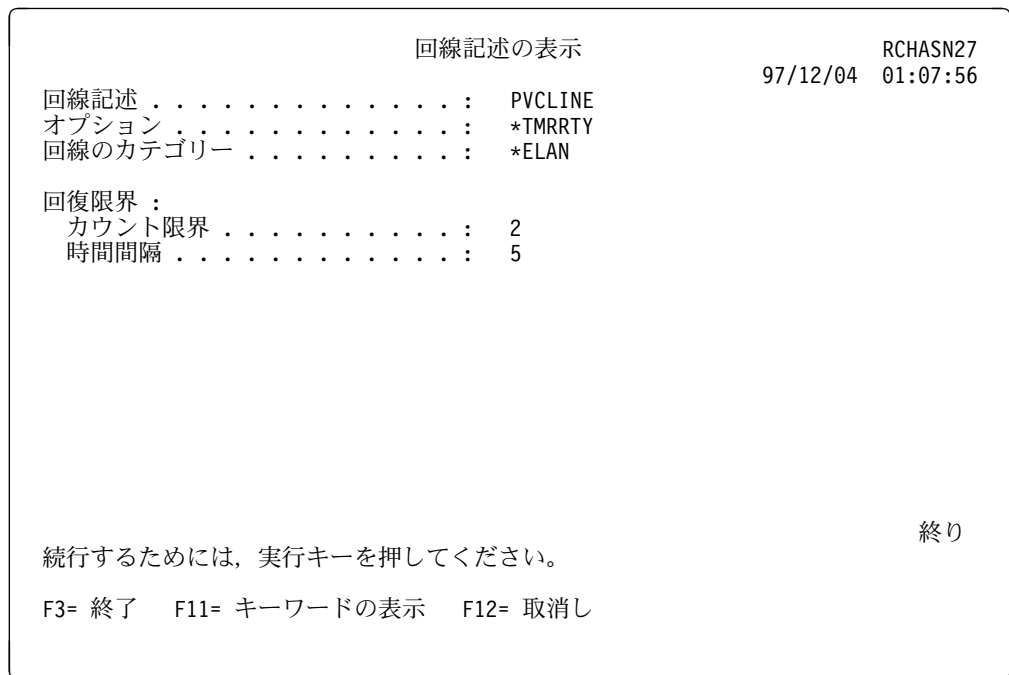 回線記述の表示 RCHASN27
97/12/04 01:07:56
回線記述 . . . . . . . . . . . . . . : PVCLINE
オプション . . . . . . . . . . . . . : *TMRRTY
回線のカテゴリー . . . . . . . . . . : *ELAN
回復限界 :
カウント限界 . . . . . . . . . . . : 2
時間間隔 . . . . . . . . . . . . . : 5
終り
続行するためには, 実行キーを押してください。
F3= 終了 F11= キーワードの表示 F12= 取消し